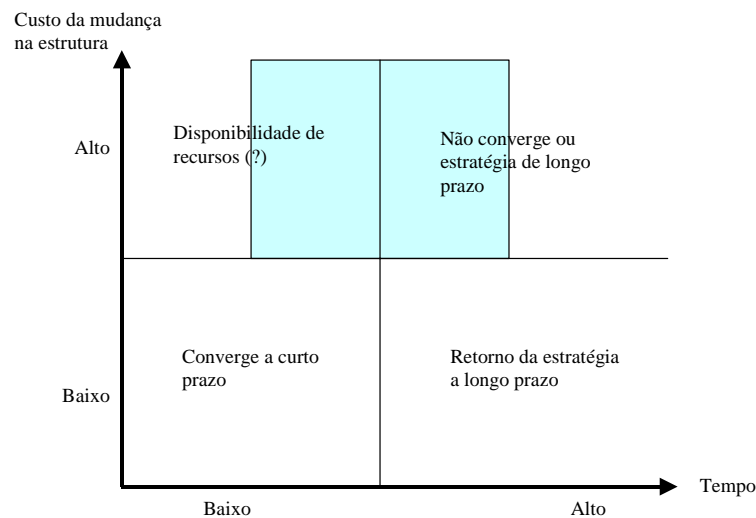 Custo da mudança
na estrutura
Alto
Disponibilidade de
recursos (?)
Não converge ou
estratégia de longo
prazo
Converge a curto
prazo
Retorno da estratégia
a longo prazo
Baixo
Tempo
Baixo
Alto